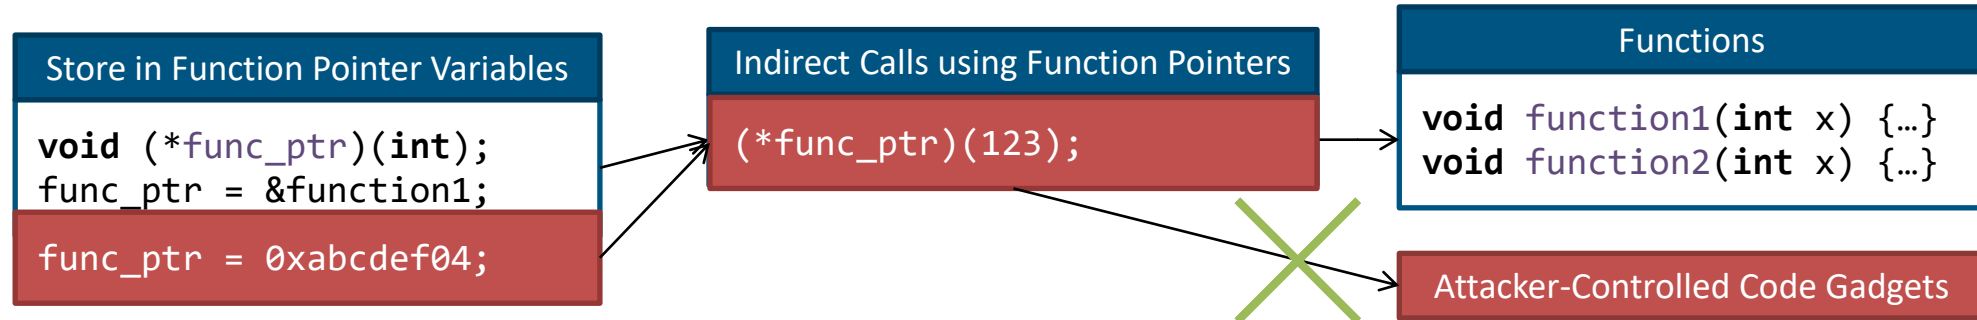 Store in Function Pointer Variables
void (*func_ptr)(int);
func_ptr = &function1;
func_ptr = 0xabcdef04;
Indirect Calls using Function Pointers
(*func_ptr)(123);
Functions
void function1(int x) {…}
void function2(int x) {…}
Attacker-Controlled Code Gadgets